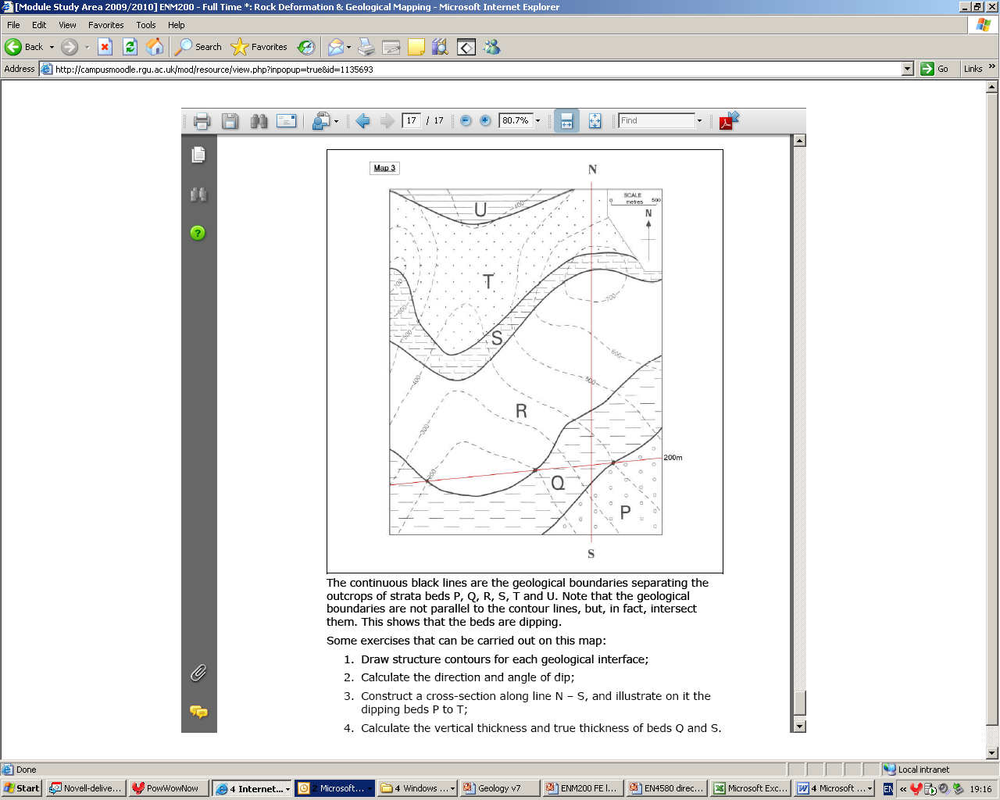 [Module Study Area 2009/2010] ENM200 - Full Time *: Rock Deformation & Geological Mapping - Microsoft Internet Explorer
File Edit View Favorites Tools Help
Back Search Favorites
Address http://campusmoodle.rgu.ac.uk/mod/resource/view.php?inpopup=true&id=1135693 Go Links »
17 / 17 80.7% Find
Map 3
N
SCALE
metres
0 500
N
U
400
T
700
600
500
S
700
600
500
400
R
300
200
Q
P
200m
S
The continuous black lines are the geological boundaries separating the
outcrops of strata beds P, Q, R, S, T and U. Note that the geological
boundaries are not parallel to the contour lines, but, in fact, intersect
them. This shows that the beds are dipping.
Some exercises that can be carried out on this map:
1. Draw structure contours for each geological interface;
2. Calculate the direction and angle of dip;
3. Construct a cross-section along line N – S, and illustrate on it the
dipping beds P to T;
4. Calculate the vertical thickness and true thickness of beds Q and S.
Done Local intranet
Start Novell-delive... PowWowNow 4 Internet... 2 Microsoft... 4 Windows ... Geology v7 ENM200 FE l... EN4580 direc... Microsoft Exc... 4 Microsoft ... EN 19:16